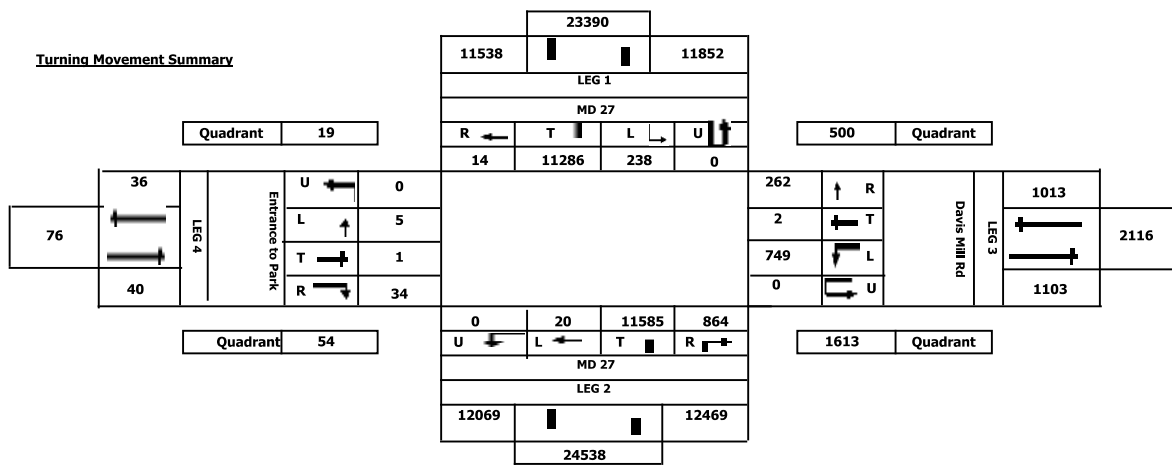 23390
11538 11852
Turning Movement Summary
LEG 1
MD 27
Quadrant 19
R T L U
500 Quadrant
14 11286 238 0
36
U 0
262 R
1013
76
LEG 4
Entrance to Park
L 5
2 T
Davis Mill Rd
LEG 3
2116
T 1
749 L
40
R 34
0 U
1103
0 20 11585 864
Quadrant 54
U L T R
1613 Quadrant
MD 27
LEG 2
12069 12469
24538